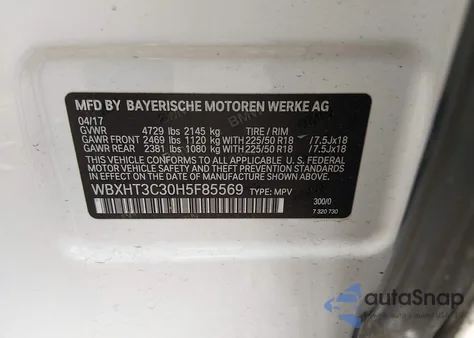 MFD BY BAYERISCHE MOTOREN WERKE AG
04/17
GVWR 4729 lbs 2145 kg TIRE / RIM
GAWR FRONT 2469 lbs 1120 kg WITH 225/50 R18 /7.5Jx18
GAWR REAR 2381 lbs 1080 kg WITH 225/50 R18 /7.5Jx18
THIS VEHICLE CONFORMS TO ALL APPLICABLE FEDERAL
MOTOR VEHICLE SAFETY AND THEFT PREVENTION STANDARDS
IN EFFECT ON THE DATE OF MANUFACTURE SHOWN ABOVE.
WBXHT3C30H5F85569 TYPE: MPV
300/0
7 320 730
autoSnap